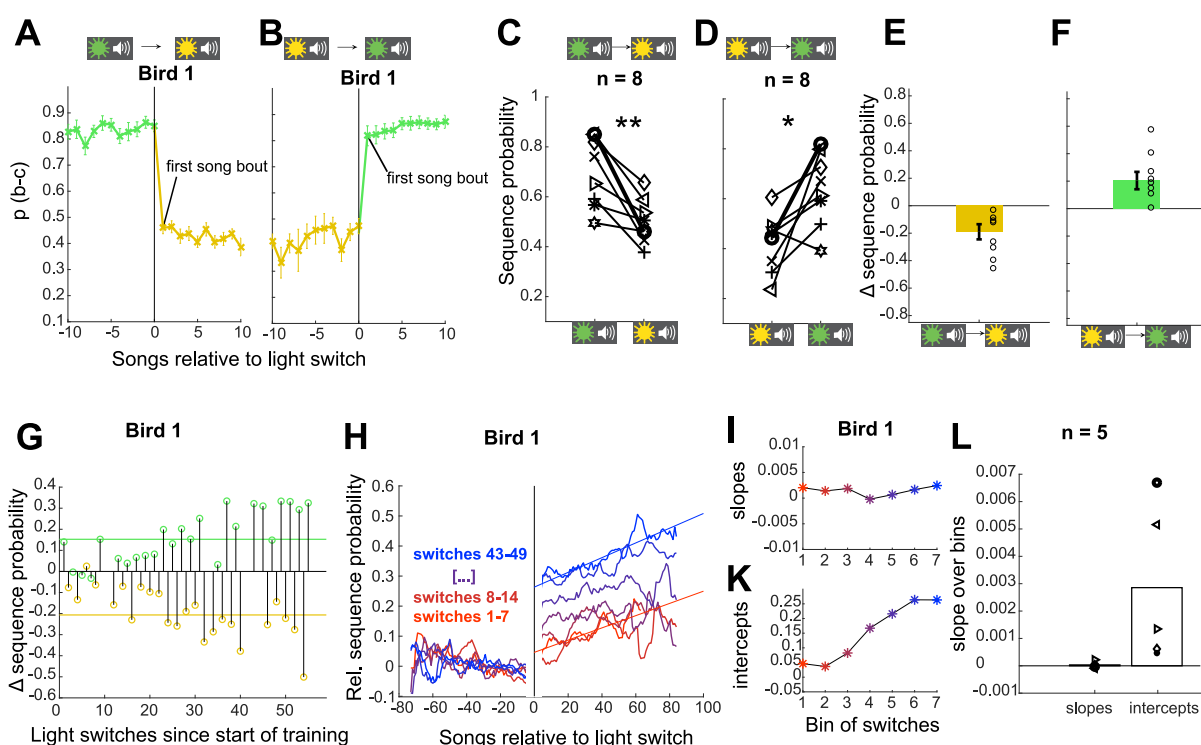 A
B
C
D
E
F
Bird 1
Bird 1
n = 8
n = 8
**
*
first song bout
first song bout
p (b-c)
0.9
0.8
0.7
0.6
0.5
0.4
0.3
0.2
0.1
-10 -5 0 5 10
-10 -5 0 5 10
Songs relative to light switch
Sequence probability
1
0.8
0.6
0.4
0.2
Δ sequence probability
0.8
0.6
0.4
0.2
0
-0.2
-0.4
-0.6
-0.8
G
Bird 1
Δ sequence probability
0.5
0.4
0.3
0.2
0.1
0
-0.1
-0.2
-0.3
-0.4
-0.5
-0.6
0 10 20 30 40 50
Light switches since start of training
H
Bird 1
Rel. sequence probability
0.6
0.5
0.4
0.3
0.2
0.1
0
-0.1
switches 43-49
[...]
switches 8-14
switches 1-7
-80 -60 -40 -20 0 20 40 60 80 100
Songs relative to light switch
I
Bird 1
slopes
0.01
0.005
0
-0.005
-0.01
1 2 3 4 5 6 7
K
intercepts
0.25
0.15
0.05
0.05
1 2 3 4 5 6 7
Bin of switches
L
n = 5
slope over bins
0.007
0.006
0.005
0.004
0.003
0.002
0.001
0
-0.001
slopes intercepts